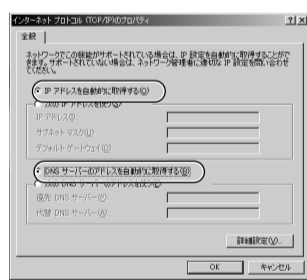 インターネット プロトコル (TCP/IP)のプロパティ
全般
ネットワークでこの機能がサポートされている場合は、IP 設定を自動的に取得することがで
きます。サポートされていない場合は、ネットワーク管理者に適切な IP 設定を問い合わせ
てください。
IP アドレスを自動的に取得する(O)
次の IP アドレスを使う(S)
IP アドレス(I):
サブネット マスク(U):
デフォルト ゲートウェイ(D):
DNS サーバーのアドレスを自動的に取得する(B)
次の DNS サーバーのアドレスを使う(E)
優先 DNS サーバー(P):
代替 DNS サーバー(A):
詳細設定(V)...
OK
キャンセル